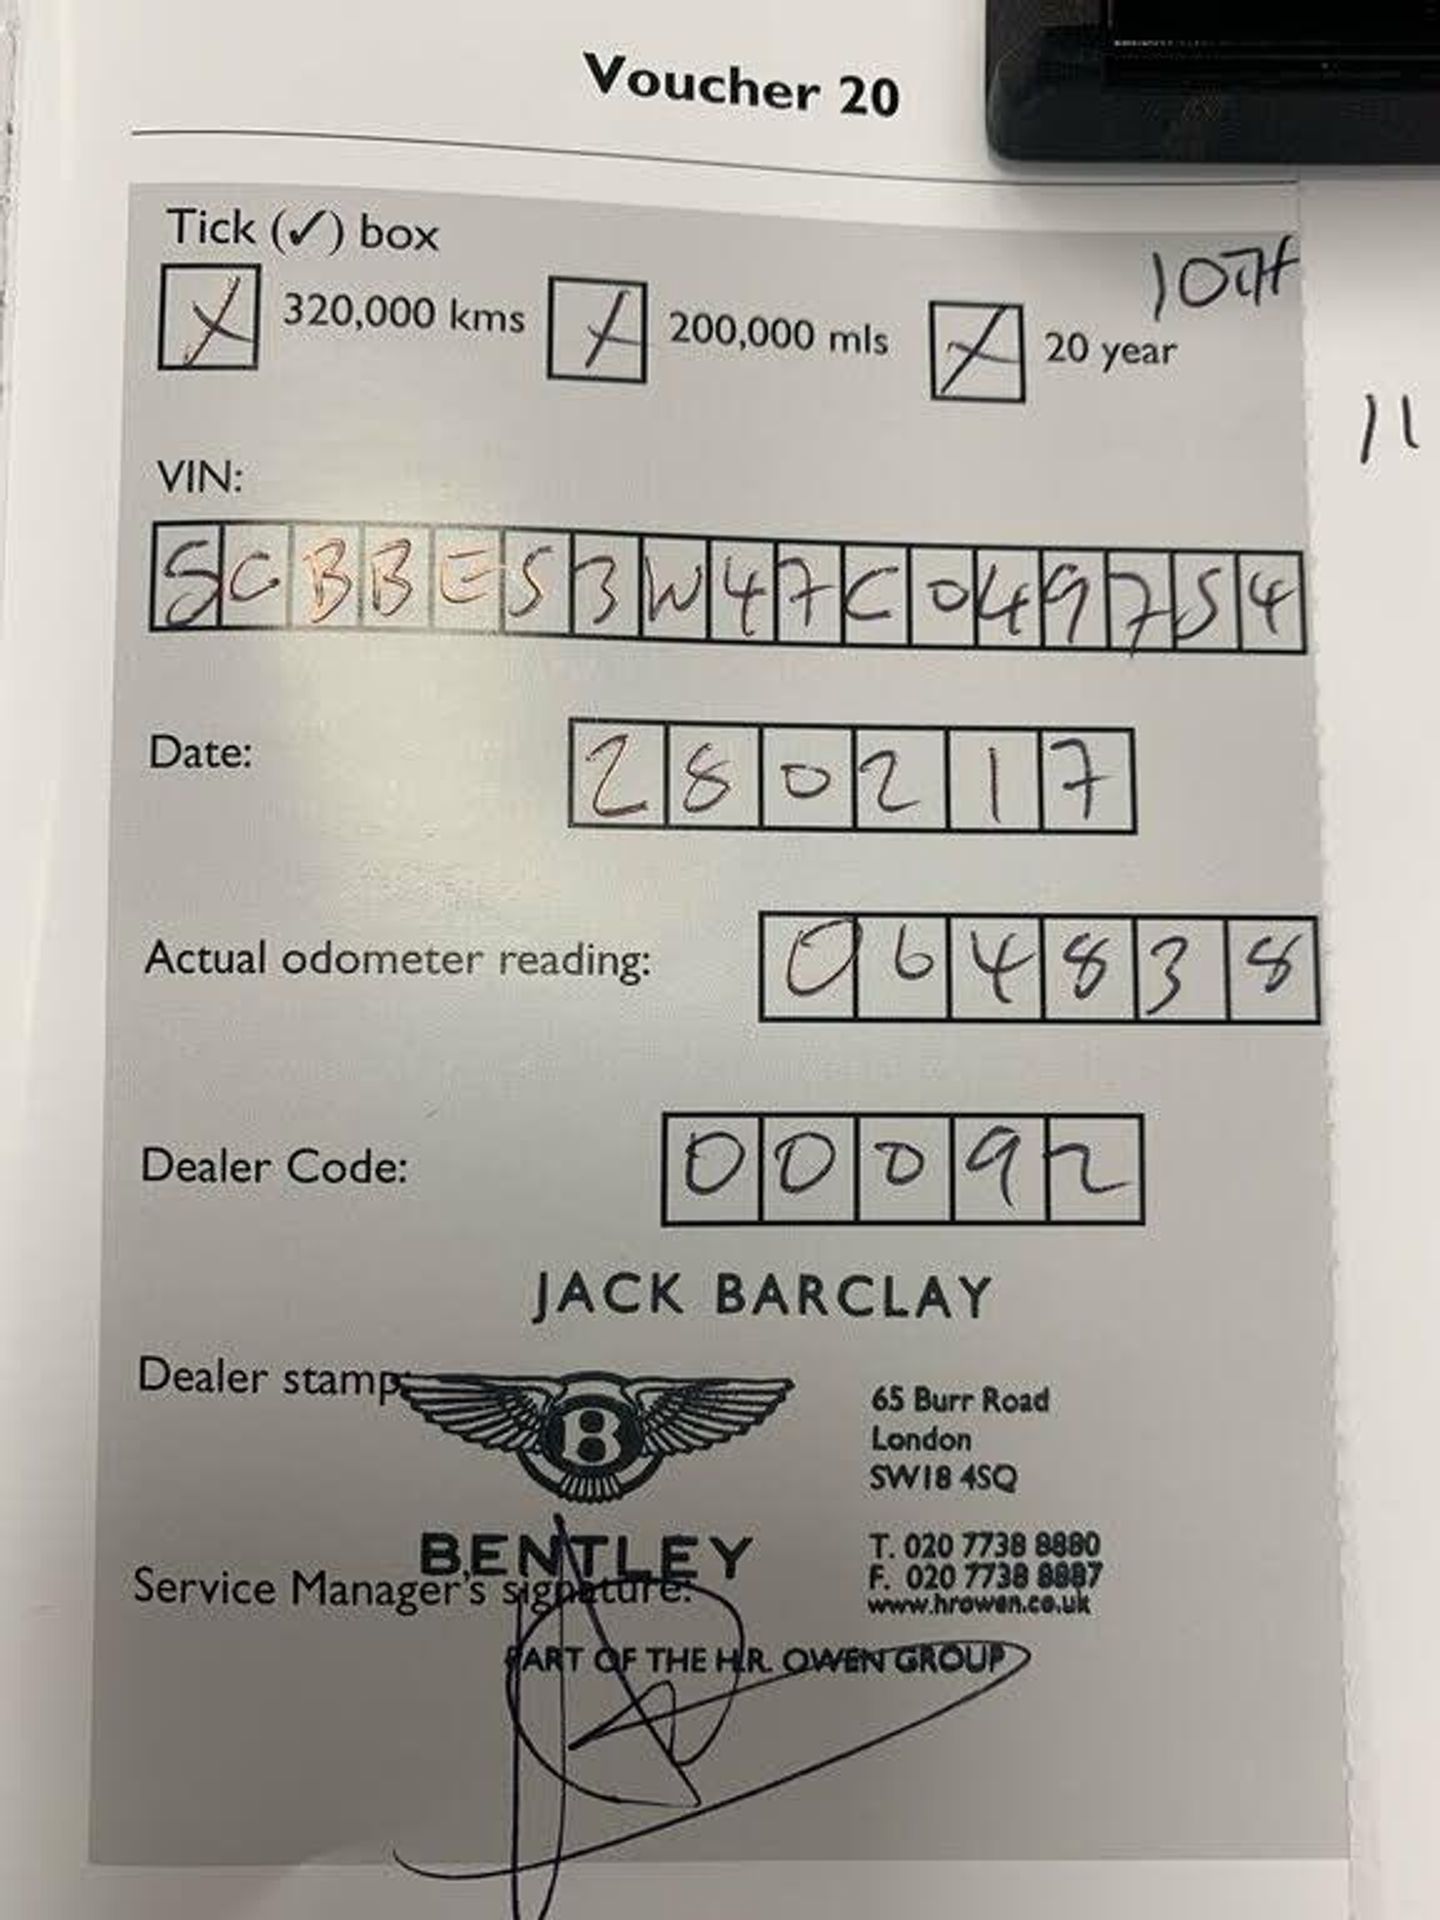 Voucher 20
Tick (✓) box
10th
320,000 kms 200,000 mls 20 year
11
VIN:
SCBBES3W47C049754
Date:
280217
Actual odometer reading: 064838
Dealer Code: 00092
JACK BARCLAY
Dealer stamp:
B
65 Burr Road
London
SW18 4SQ
BENTLEY
T. 020 7738 8880
F. 020 7738 8887
www.hrowen.co.uk
Service Manager's signature:
PART OF THE H.R. OWEN GROUP